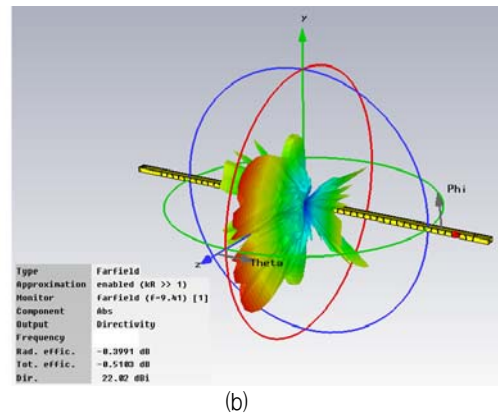 y
Phi
z
Theta
Type Farfield
Approximation enabled (kR >> 1)
Monitor farfield (f=9.41) [1]
Component Abs
Output Directivity
Frequency
Rad. effic. -0.3991 dB
Tot. effic. -0.5103 dB
Dir. 22.02 dBi
(b)